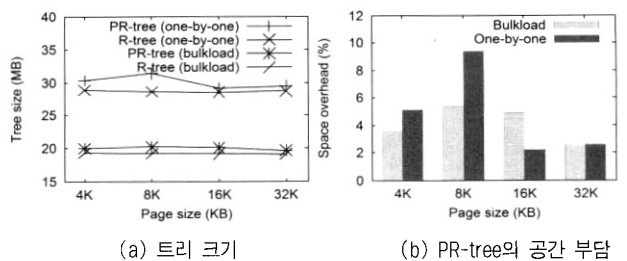 PR-tree (one-by-one)
R-tree (one-by-one)
PR-tree (bulkload)
R-tree (bulkload)
Tree size (MB)
40
35
30
25
20
15
4K 8K 16K 32K
Page size (KB)
(a) 트리 크기
Bulkload
One-by-one
Space overhead (%)
12
10
8
6
4
2
0
4K 8K 16K 32K
Page size (KB)
(b) PR-tree의 공간 부담